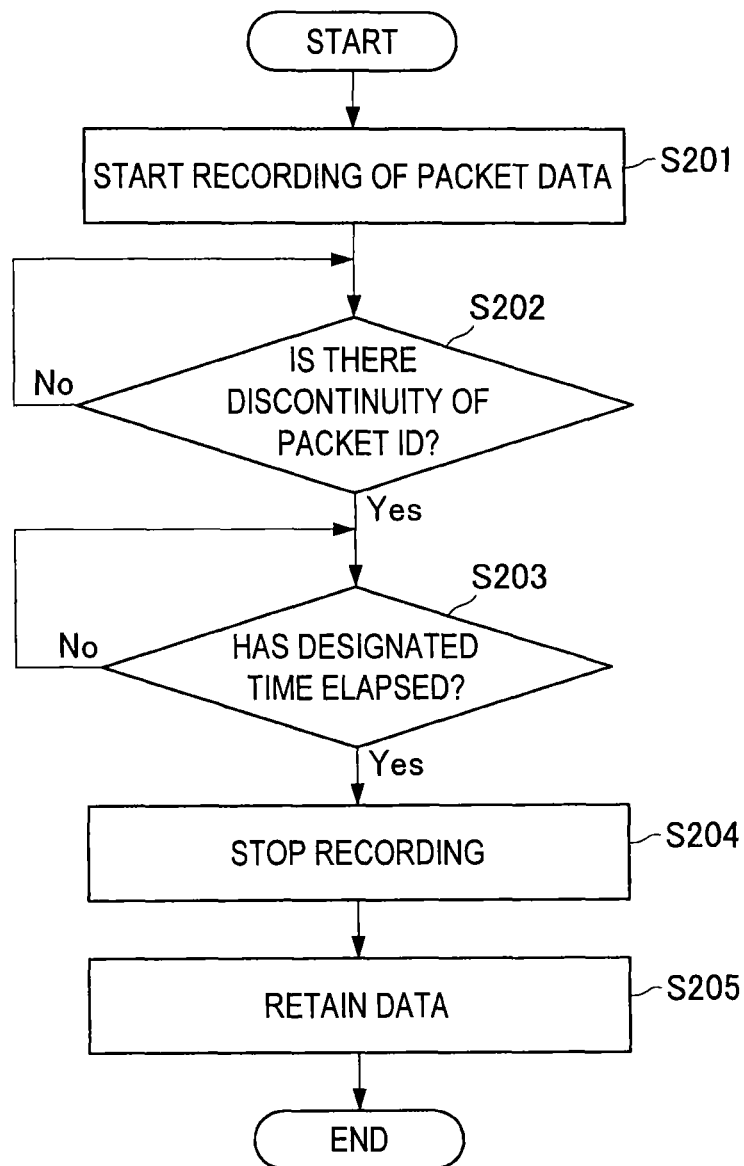 START
START RECORDING OF PACKET DATA
S201
S202
IS THERE
DISCONTINUITY OF
PACKET ID?
No
Yes
S203
HAS DESIGNATED
TIME ELAPSED?
No
Yes
STOP RECORDING
S204
RETAIN DATA
S205
END